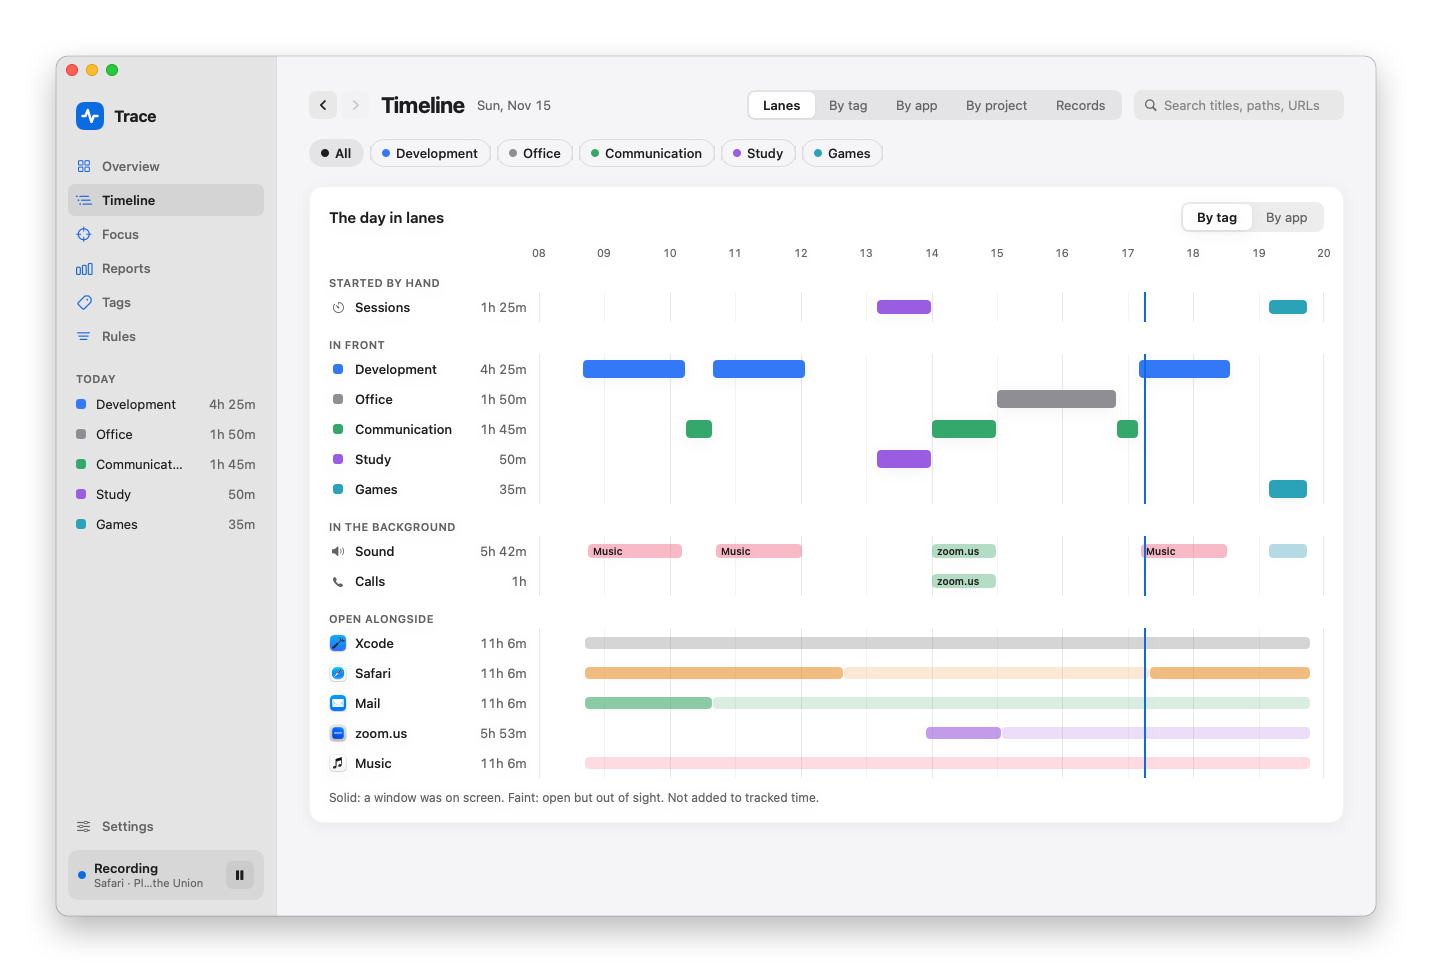 Trace
Overview
Timeline
Focus
Reports
Tags
Rules
TODAY
Development 4h 25m
Office 1h 50m
Communicat... 1h 45m
Study 50m
Games 35m
Settings
Recording
Safari · Pl...the Union
Timeline Sun, Nov 15
Lanes By tag By app By project Records
Search titles, paths, URLs
All Development Office Communication Study Games
The day in lanes
By tag By app
08 09 10 11 12 13 14 15 16 17 18 19 20
STARTED BY HAND
Sessions 1h 25m
IN FRONT
Development 4h 25m
Office 1h 50m
Communication 1h 45m
Study 50m
Games 35m
IN THE BACKGROUND
Sound 5h 42m Music Music zoom.us Music
Calls 1h zoom.us
OPEN ALONGSIDE
Xcode 11h 6m
Safari 11h 6m
Mail 11h 6m
zoom.us 5h 53m
Music 11h 6m
Solid: a window was on screen. Faint: open but out of sight. Not added to tracked time.